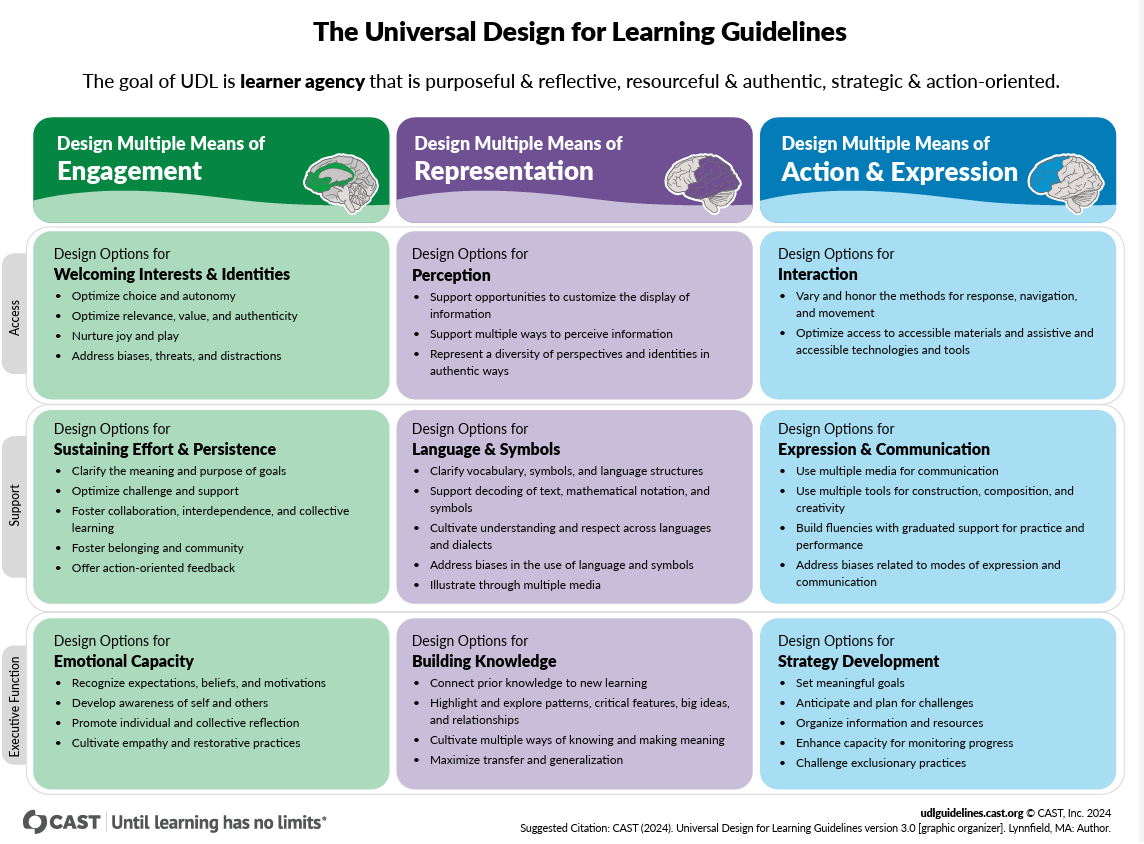 The Universal Design for Learning Guidelines
The goal of UDL is learner agency that is purposeful & reflective, resourceful & authentic, strategic & action-oriented.
Design Multiple Means of
Engagement
Design Multiple Means of
Representation
Design Multiple Means of
Action & Expression
Access
Design Options for
Welcoming Interests & Identities
• Optimize choice and autonomy
• Optimize relevance, value, and authenticity
• Nurture joy and play
• Address biases, threats, and distractions
Design Options for
Perception
• Support opportunities to customize the display of
information
• Support multiple ways to perceive information
• Represent a diversity of perspectives and identities in
authentic ways
Design Options for
Interaction
• Vary and honor the methods for response, navigation,
and movement
• Optimize access to accessible materials and assistive and
accessible technologies and tools
Support
Design Options for
Sustaining Effort & Persistence
• Clarify the meaning and purpose of goals
• Optimize challenge and support
• Foster collaboration, interdependence, and collective
learning
• Foster belonging and community
• Offer action-oriented feedback
Design Options for
Language & Symbols
• Clarify vocabulary, symbols, and language structures
• Support decoding of text, mathematical notation, and
symbols
• Cultivate understanding and respect across languages
and dialects
• Address biases in the use of language and symbols
• Illustrate through multiple media
Design Options for
Expression & Communication
• Use multiple media for communication
• Use multiple tools for construction, composition, and
creativity
• Build fluencies with graduated support for practice and
performance
• Address biases related to modes of expression and
communication
Executive Function
Design Options for
Emotional Capacity
• Recognize expectations, beliefs, and motivations
• Develop awareness of self and others
• Promote individual and collective reflection
• Cultivate empathy and restorative practices
Design Options for
Building Knowledge
• Connect prior knowledge to new learning
• Highlight and explore patterns, critical features, big ideas,
and relationships
• Cultivate multiple ways of knowing and making meaning
• Maximize transfer and generalization
Design Options for
Strategy Development
• Set meaningful goals
• Anticipate and plan for challenges
• Organize information and resources
• Enhance capacity for monitoring progress
• Challenge exclusionary practices
CAST | Until learning has no limits®
udlguidelines.cast.org © CAST, Inc. 2024
Suggested Citation: CAST (2024). Universal Design for Learning Guidelines version 3.0 [graphic organizer]. Lynnfield, MA: Author.